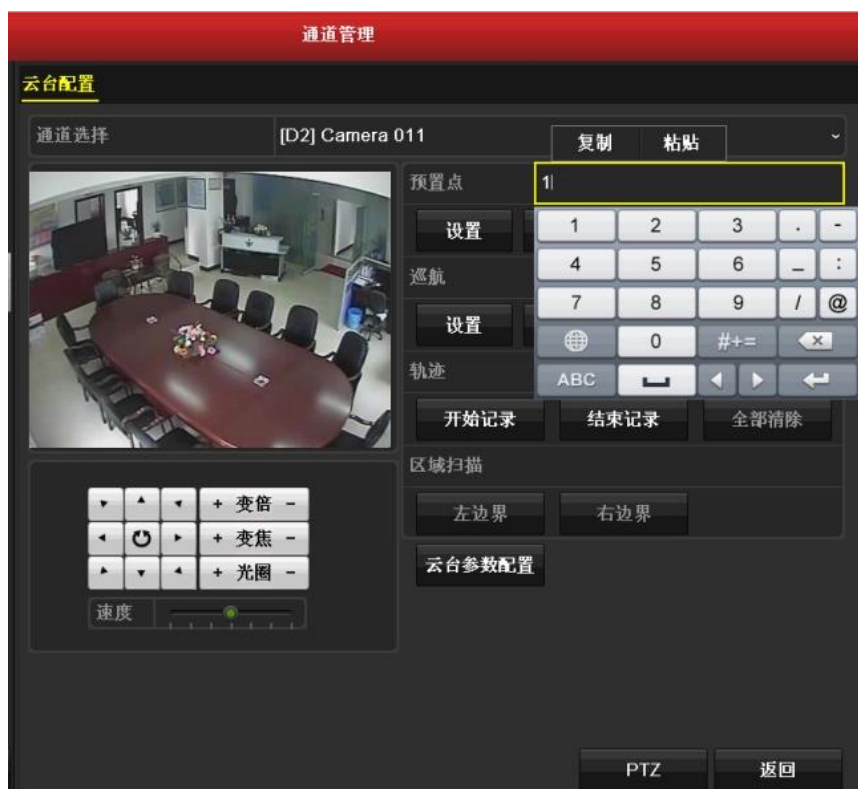 通道管理
云台配置
通道选择 [D2] Camera 011
复制 粘贴
预置点 1
设置
1 2 3 . -
4 5 6 _ :
巡航
7 8 9 / @
设置
0 #+=
轨迹
ABC
开始记录 结束记录 全部清除
区域扫描
左边界 右边界
云台参数配置
+ 变倍 -
+ 变焦 -
+ 光圈 -
速度
PTZ 返回